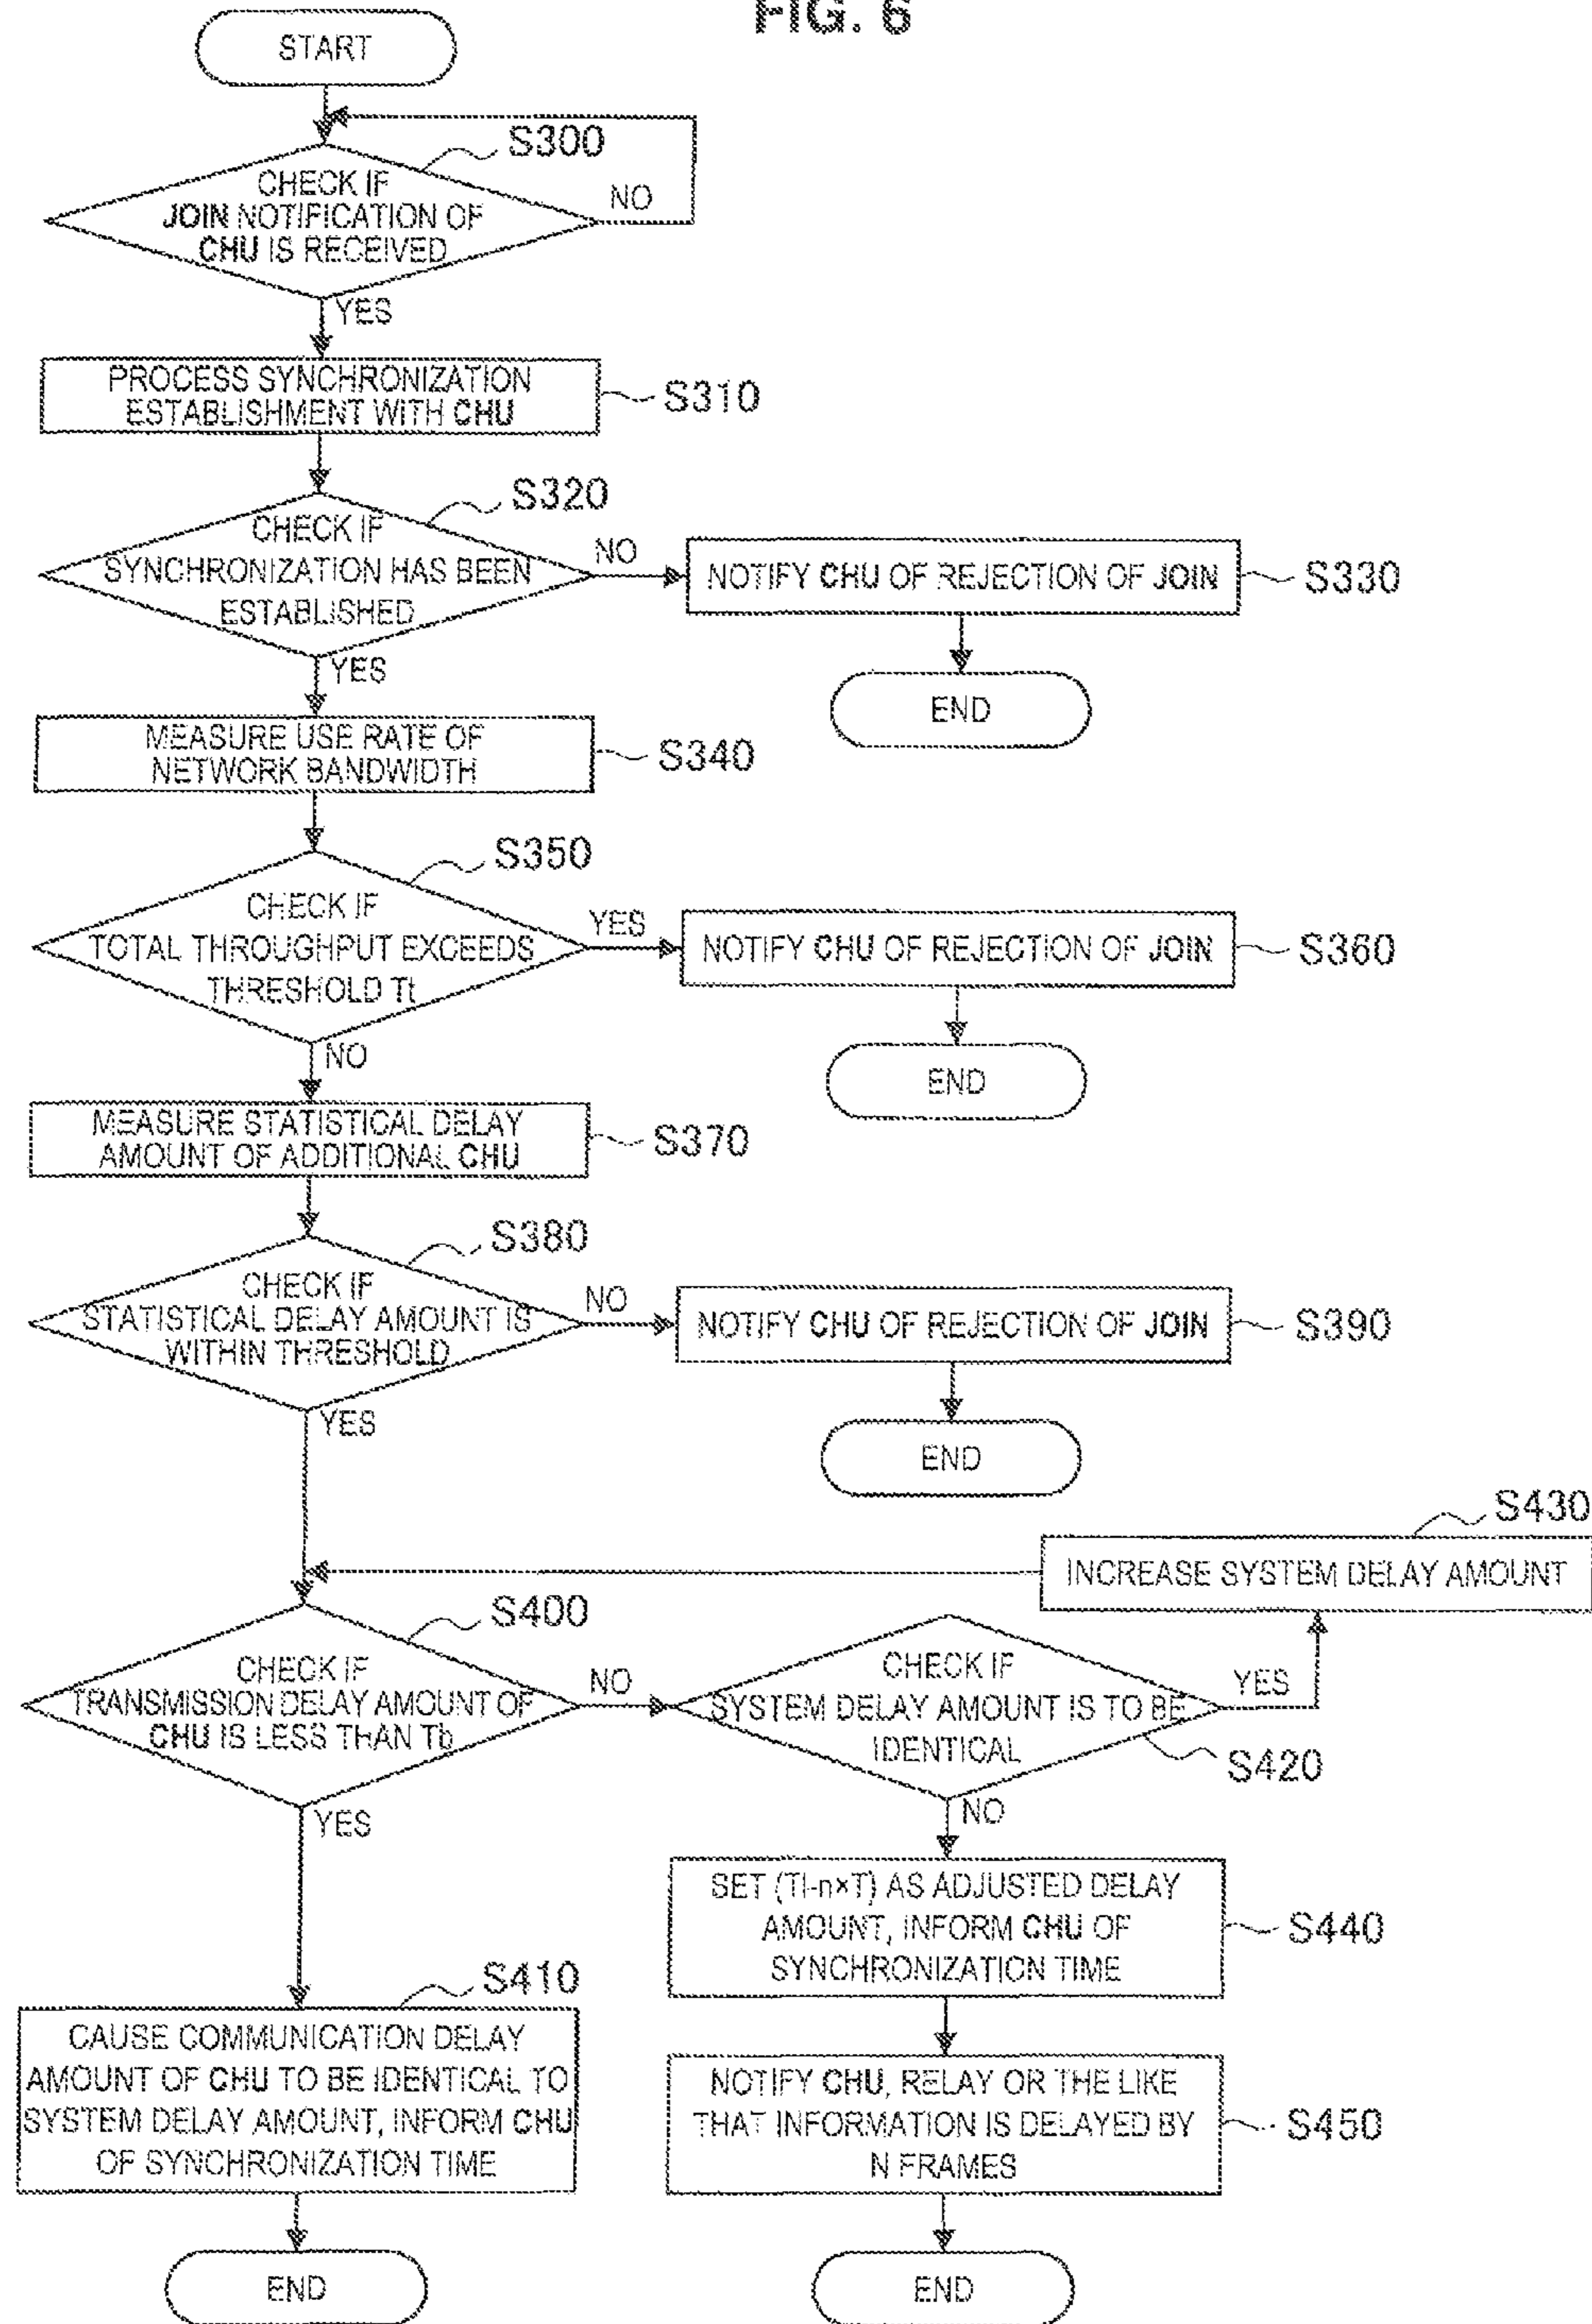 FIG. 6
START
S300
CHECK IF
JOIN NOTIFICATION OF
CHU IS RECEIVED
NO
YES
PROCESS SYNCHRONIZATION
ESTABLISHMENT WITH CHU
S310
S320
CHECK IF
SYNCHRONIZATION HAS BEEN
ESTABLISHED
NO
NOTIFY CHU OF REJECTION OF JOIN
S330
YES
END
MEASURE USE RATE OF
NETWORK BANDWIDTH
S340
S350
CHECK IF
TOTAL THROUGHPUT EXCEEDS
THRESHOLD Tt
YES
NOTIFY CHU OF REJECTION OF JOIN
S360
NO
END
MEASURE STATISTICAL DELAY
AMOUNT OF ADDITIONAL CHU
S370
S380
CHECK IF
STATISTICAL DELAY AMOUNT IS
WITHIN THRESHOLD
NO
NOTIFY CHU OF REJECTION OF JOIN
S390
YES
END
S430
INCREASE SYSTEM DELAY AMOUNT
S400
CHECK IF
TRANSMISSION DELAY AMOUNT OF
CHU IS LESS THAN Tb
NO
CHECK IF
SYSTEM DELAY AMOUNT IS TO BE
IDENTICAL
YES
S420
YES
NO
SET (Tl-n×T) AS ADJUSTED DELAY
AMOUNT, INFORM CHU OF
SYNCHRONIZATION TIME
S440
S410
CAUSE COMMUNICATION DELAY
AMOUNT OF CHU TO BE IDENTICAL TO
SYSTEM DELAY AMOUNT, INFORM CHU
OF SYNCHRONIZATION TIME
NOTIFY CHU, RELAY OR THE LIKE
THAT INFORMATION IS DELAYED BY
N FRAMES
S450
END
END